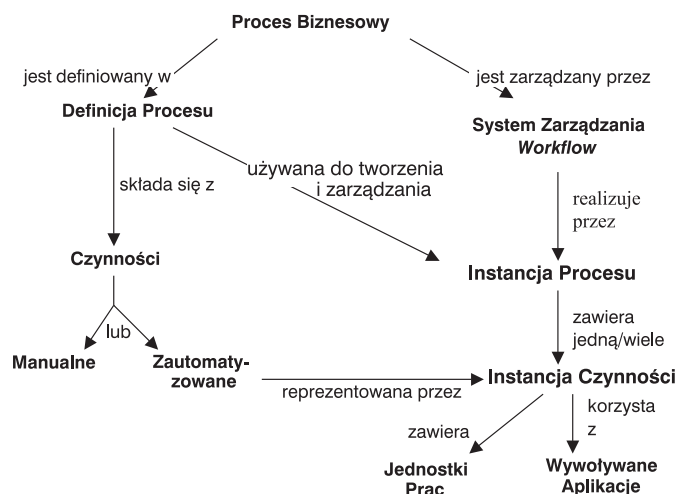 Proces Biznesowy
jest definiowany w
jest zarządzany przez
Definicja Procesu
System Zarządzania
Workflow
używana do tworzenia
i zarządzania
składa się z
realizuje
przez
Czynności
Instancja Procesu
lub
zawiera
jedną/wiele
Manualne
Zautomaty-
zowane
reprezentowana przez
Instancja Czynności
zawiera
korzysta
z
Jednostki
Prac
Wywoływane
Aplikacje